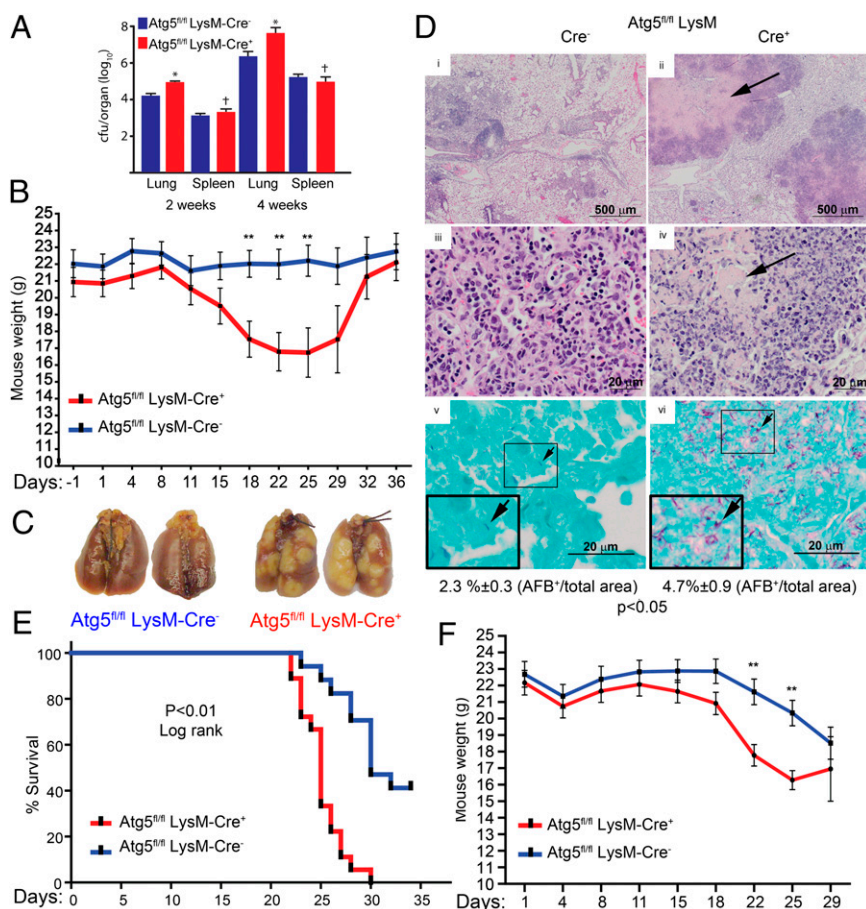 A
Atg5fl/fl LysM-Cre-
Atg5fl/fl LysM-Cre+
cfu/organ (log10)
8
4
0
*
†
*
†
Lung Spleen Lung Spleen
2 weeks 4 weeks
B
Mouse weight (g)
23
22
21
20
19
18
17
16
15
14
13
12
11
10
** ** **
Atg5fl/fl LysM-Cre+
Atg5fl/fl LysM-Cre-
Days: -1 1 4 8 11 15 18 22 25 29 32 36
C
Atg5fl/fl LysM-Cre- Atg5fl/fl LysM-Cre+
D
Atg5fl/fl LysM
Cre- Cre+
i
500 μm
ii
500 μm
iii
20 μm
iv
20 μm
v
20 μm
vi
20 μm
2.3 %±0.3 (AFB+/total area) 4.7%±0.9 (AFB+/total area)
p<0.05
E
% Survival
100
80
60
40
20
0
P<0.01
Log rank
Atg5fl/fl LysM-Cre+
Atg5fl/fl LysM-Cre-
Days: 0 5 10 15 20 25 30 35
F
Mouse weight (g)
24
23
22
21
20
19
18
17
16
22
14
13
12
11
10
** **
Atg5fl/fl LysM-Cre+
Atg5fl/fl LysM-Cre-
Days: 1 4 8 11 15 18 22 25 29